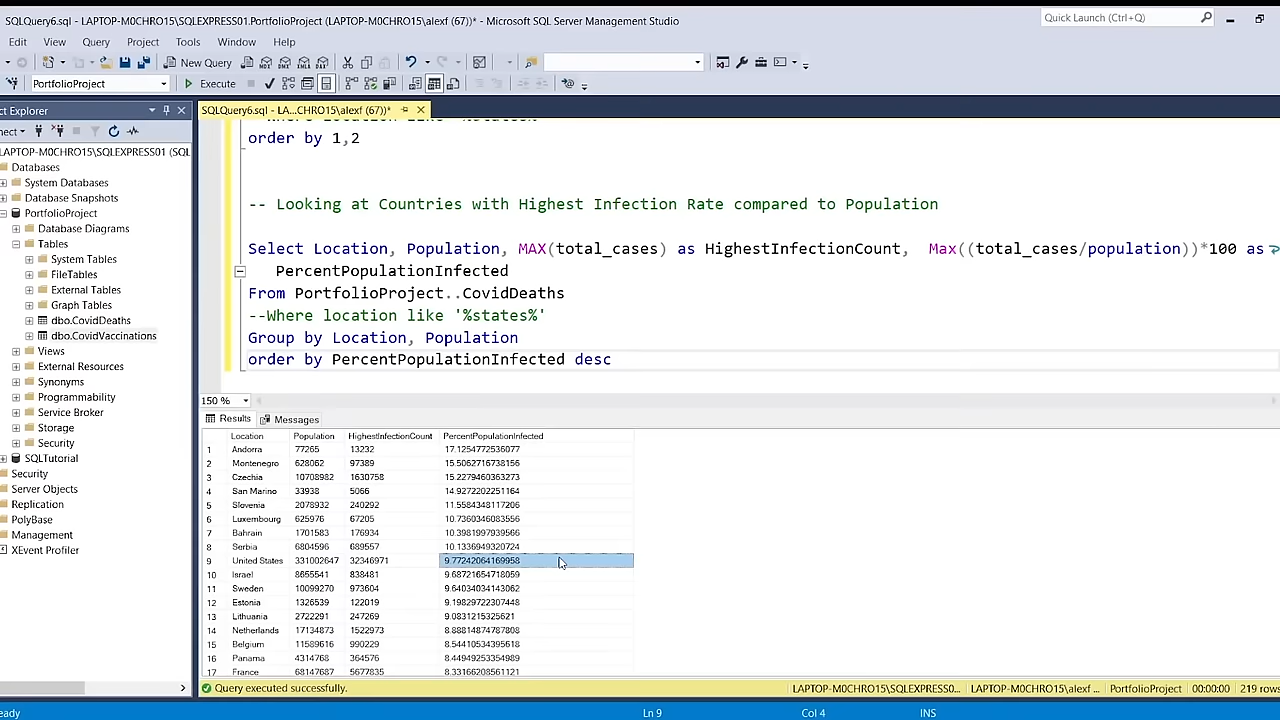 SQLQuery6.sql - LAPTOP-M0CHRO15\SQLEXPRESS01.PortfolioProject (LAPTOP-M0CHRO15\alexf (67))* - Microsoft SQL Server Management Studio
Quick Launch (Ctrl+Q)
Edit View Query Project Tools Window Help
New Query
PortfolioProject
Execute
ct Explorer
SQLQuery6.sql - LA...CHRO15\alexf (67))*
nect
LAPTOP-M0CHRO15\SQLEXPRESS01 (SQL
Databases
System Databases
Database Snapshots
PortfolioProject
Database Diagrams
Tables
System Tables
FileTables
External Tables
Graph Tables
dbo.CovidDeaths
dbo.CovidVaccinations
Views
External Resources
Synonyms
Programmability
Service Broker
Storage
Security
SQLTutorial
Security
Server Objects
Replication
PolyBase
Management
XEvent Profiler
order by 1,2
-- Looking at Countries with Highest Infection Rate compared to Population
Select Location, Population, MAX(total_cases) as HighestInfectionCount, Max((total_cases/population))*100 as
PercentPopulationInfected
From PortfolioProject..CovidDeaths
--Where location like '%states%'
Group by Location, Population
order by PercentPopulationInfected desc
150 %
Results Messages
Location Population HighestInfectionCount PercentPopulationInfected
1 Andorra 77265 13232 17.1254772536077
2 Montenegro 628062 97389 15.5062716738156
3 Czechia 10708982 1630758 15.2279460363273
4 San Marino 33938 5066 14.9272202251164
5 Slovenia 2078932 240292 11.5584348117206
6 Luxembourg 625976 67205 10.7360346083556
7 Bahrain 1701583 176934 10.3981997939566
8 Serbia 6804596 689557 10.1336949320724
9 United States 331002647 32346971 9.77242064169958
10 Israel 8655541 838481 9.68721654718059
11 Sweden 10099270 973604 9.64034034143062
12 Estonia 1326539 122019 9.19829722307448
13 Lithuania 2722291 247269 9.0831215325621
14 Netherlands 17134873 1522973 8.88814874787808
15 Belgium 11589616 990229 8.54410534395618
16 Panama 4314768 364576 8.44949253354989
17 France 68147687 5677835 8.33166208561121
Query executed successfully.
LAPTOP-M0CHRO15\SQLEXPRESS0... LAPTOP-M0CHRO15\alexf ... PortfolioProject 00:00:00 219 rows
eady
Ln 9 Col 4 INS